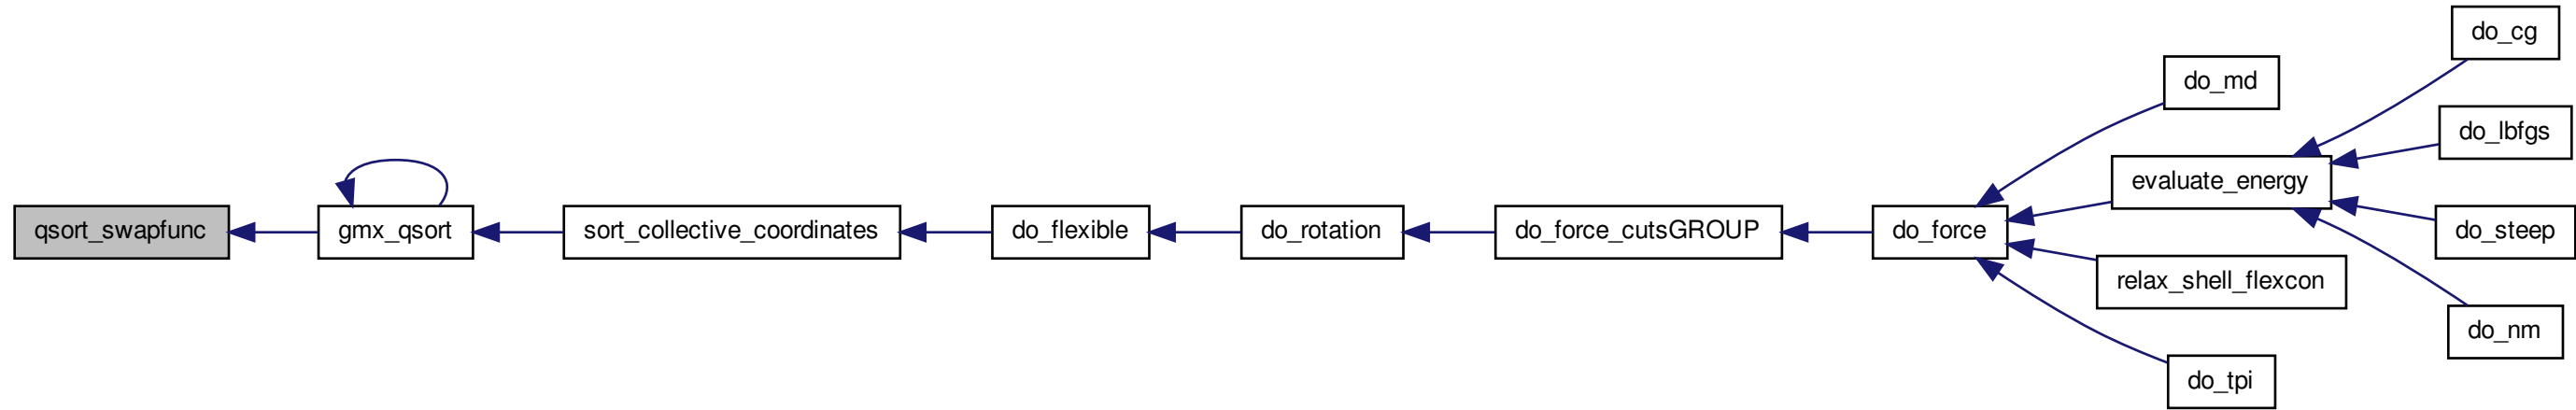 qsort_swapfunc
gmx_qsort
sort_collective_coordinates
do_flexible
do_rotation
do_force_cutsGROUP
do_force
do_md
evaluate_energy
relax_shell_flexcon
do_tpi
do_cg
do_lbfgs
do_steep
do_nm